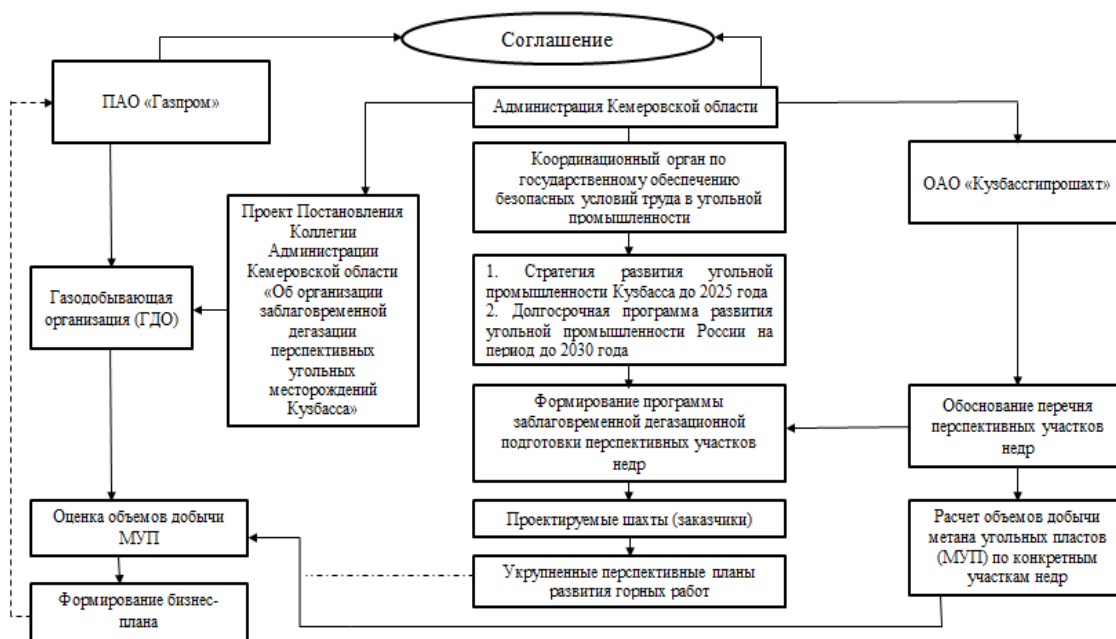 Соглашение
ПАО «Газпром»
Администрация Кемеровской области
Координационный орган по
государственному обеспечению
безопасных условий труда в угольной
промышленности
ОАО «Кузбассгипрошахт»
Проект Постановления
Коллегии
Администрации
Кемеровской области
«Об организации
заблаговременной
дегазации
перспективных
угольных
месторождений
Кузбасса»
Газодобывающая
организация (ГДО)
1. Стратегия развития угольной
промышленности Кузбасса до 2025 года
2. Долгосрочная программа развития
угольной промышленности России на
период до 2030 года
Формирование программы
заблаговременной дегазационной
подготовки перспективных участков
недр
Обоснование перечня
перспективных участков
недр
Оценка объемов добычи
МУП
Проектируемые шахты (заказчики)
Расчет объемов добычи
метана угольных пластов
(МУП) по конкретным
участкам недр
Укрупненные перспективные планы
развития горных работ
Формирование бизнес-
плана